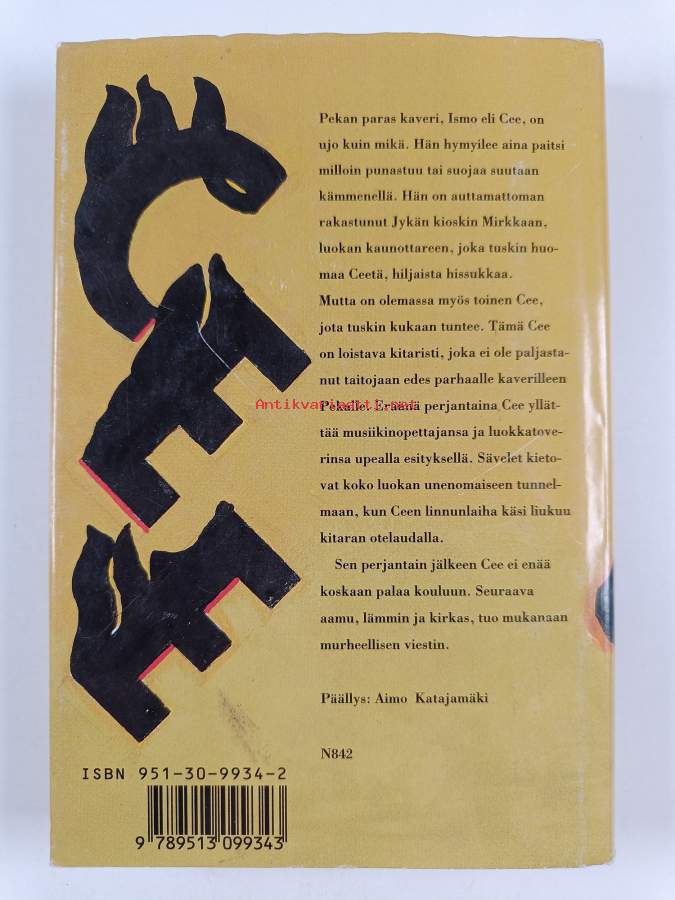 CEE
Pekan paras kaveri, Ismo eli Cee, on
ujo kuin mikä. Hän hymyilee aina paitsi
milloin punastuu tai suojaa suutaan
kämmenellä. Hän on auttamattoman
rakastunut Jykän kioskin Mirkkaan,
luokan kaunottareen, joka tuskin huo-
maa Ceetä, hiljaista hissukkaa.
Mutta on olemassa myös toinen Cee,
jota tuskin kukaan tuntee. Tämä Cee
on loistava kitaristi, joka ei ole paljasta-
nut taitojaan edes parhaalle kaverilleen
Antikvariaatti.net
Pekalle. Eräänä perjantaina Cee yllät-
tää musiikinopettajansa ja luokkatove-
rinsa upealla esityksellä. Sävelet kieto-
vat koko luokan unenomaiseen tunnel-
maan, kun Ceen linnunlaiha käsi liukuu
kitaran otelaudalla.
Sen perjantain jälkeen Cee ei enää
koskaan palaa kouluun. Seuraava
aamu, lämmin ja kirkas, tuo mukanaan
murheellisen viestin.
Päällys: Aimo Katajamäki
N842
ISBN 951-30-9934-2
9 789513 099343